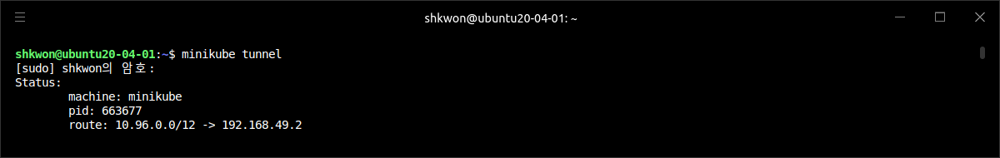 shkwon@ubuntu20-04-01: ~
shkwon@ubuntu20-04-01:~$ minikube tunnel
[sudo] shkwon의 암호:
Status:
machine: minikube
pid: 663677
route: 10.96.0.0/12 -> 192.168.49.2